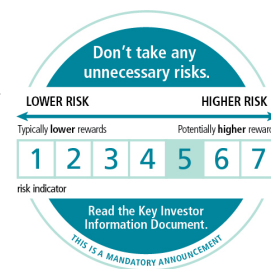 Don't take any
unnecessary risks.
LOWER RISK HIGHER RISK
Typically lower rewards Potentially higher rewar
1 2 3 4 5 6 7
risk indicator
Read the Key Investor
Information Document.
THIS IS A MANDATORY ANNOUNCEMENT